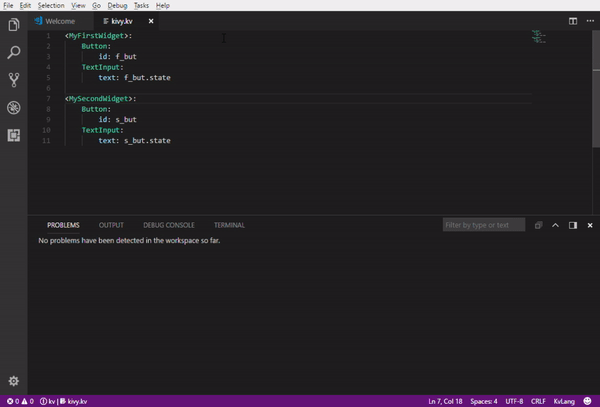 File Edit Selection View Go Debug Tasks Help
Welcome kivy.kv
1 <MyFirstWidget>:
2 Button:
3 id: f_but
4 TextInput:
5 text: f_but.state
6
7 <MySecondWidget>:
8 Button:
9 id: s_but
10 TextInput:
11 text: s_but.state
PROBLEMS OUTPUT DEBUG CONSOLE TERMINAL Filter by type or text
No problems have been detected in the workspace so far.
0 0 kv | kivy.kv Ln 7, Col 18 Spaces: 4 UTF-8 CRLF KvLang